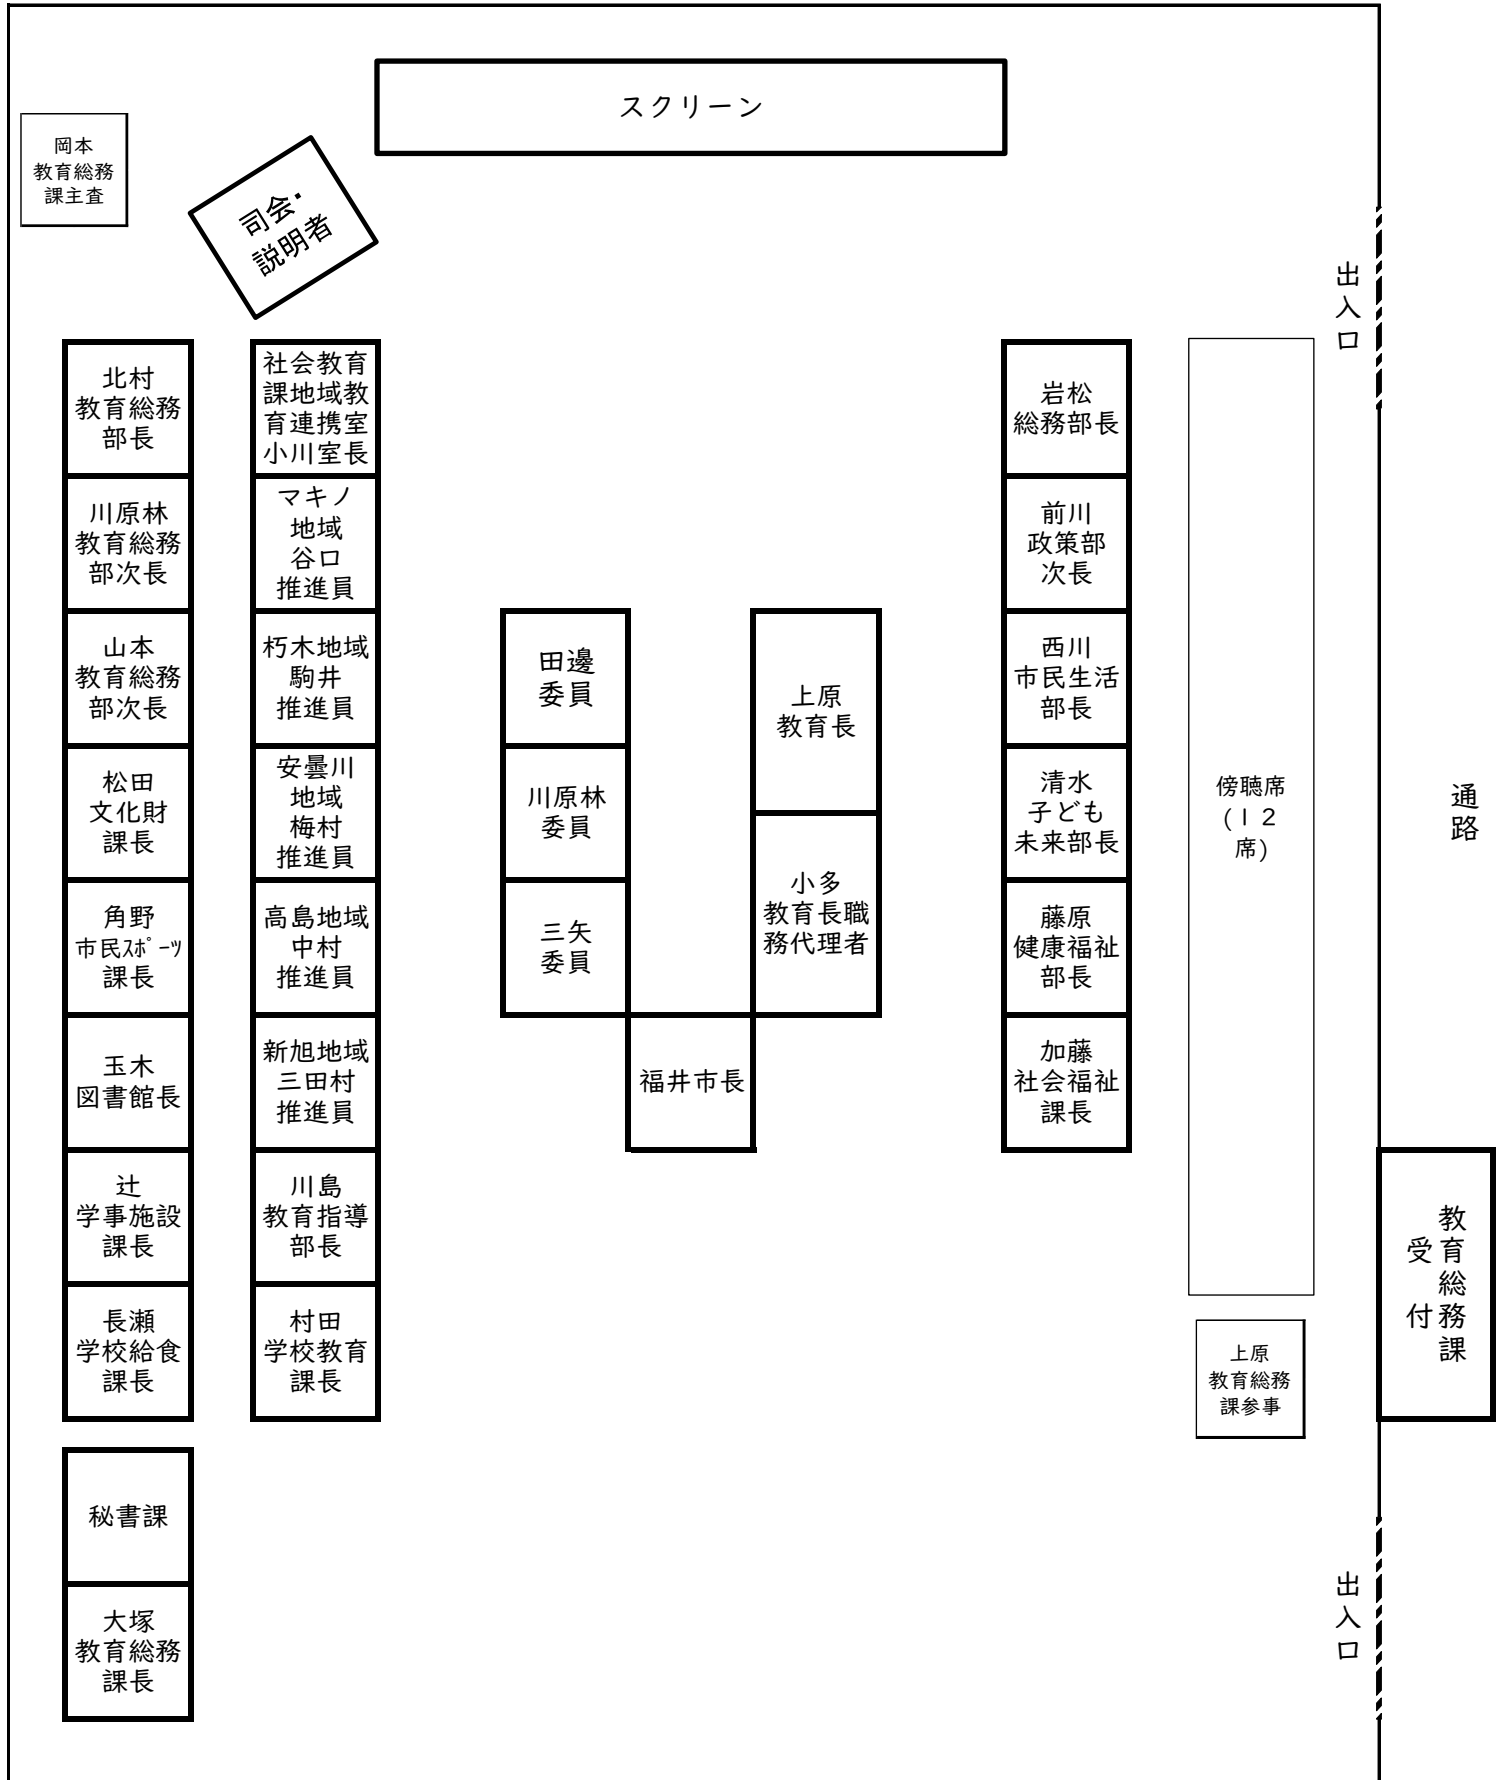 スクリーン
岡本
教育総務
課主査
司会・
説明者
出入口
北村
教育総務
部長
川原林
教育総務
部次長
山本
教育総務
部次長
松田
文化財
課長
角野
市民ｽﾎﾟｰﾂ
課長
玉木
図書館長
辻
学事施設
課長
長瀬
学校給食
課長
秘書課
大塚
教育総務
課長
社会教育
課地域教
育連携室
小川室長
マキノ
地域
谷口
推進員
朽木地域
駒井
推進員
安曇川
地域
梅村
推進員
高島地域
中村
推進員
新旭地域
三田村
推進員
川島
教育指導
部長
村田
学校教育
課長
田邊
委員
川原林
委員
三矢
委員
福井市長
上原
教育長
小多
教育長職
務代理者
岩松
総務部長
前川
政策部
次長
西川
市民生活
部長
清水
子ども
未来部長
藤原
健康福祉
部長
加藤
社会福祉
課長
傍聴席
(１２
席)
上原
教育総務
課参事
通路
教育総務課
受付
出入口